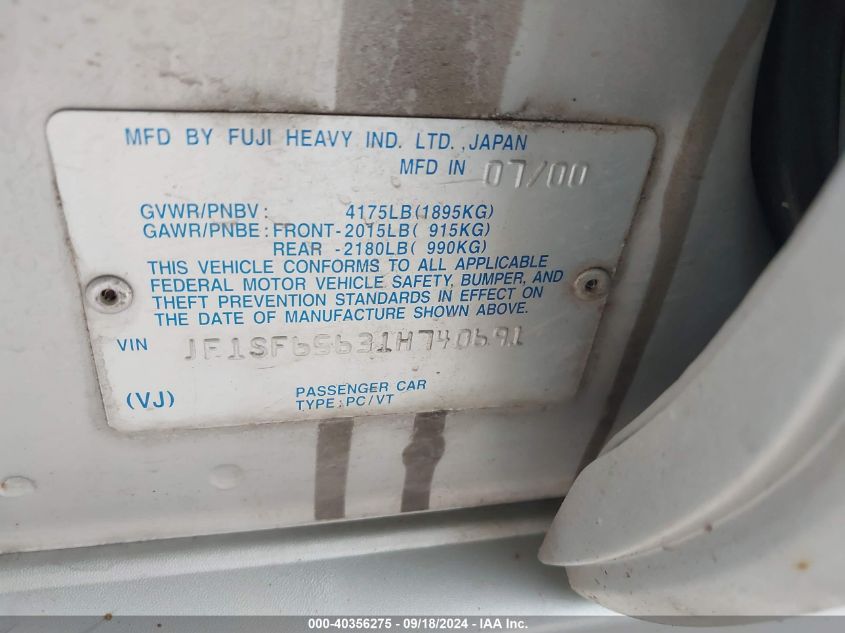 MFD BY FUJI HEAVY IND. LTD., JAPAN
MFD IN 07/00
GVWR/PNBV: 4175LB(1895KG)
GAWR/PNBE: FRONT-2015LB( 915KG)
REAR -2180LB( 990KG)
THIS VEHICLE CONFORMS TO ALL APPLICABLE
FEDERAL MOTOR VEHICLE SAFETY, BUMPER, AND
THEFT PREVENTION STANDARDS IN EFFECT ON
THE DATE OF MANUFACTURE SHOWN ABOVE.
VIN JF1SF65631H740691
(VJ) PASSENGER CAR
TYPE: PC/VT
000-40356275 - 09/18/2024 - IAA Inc.